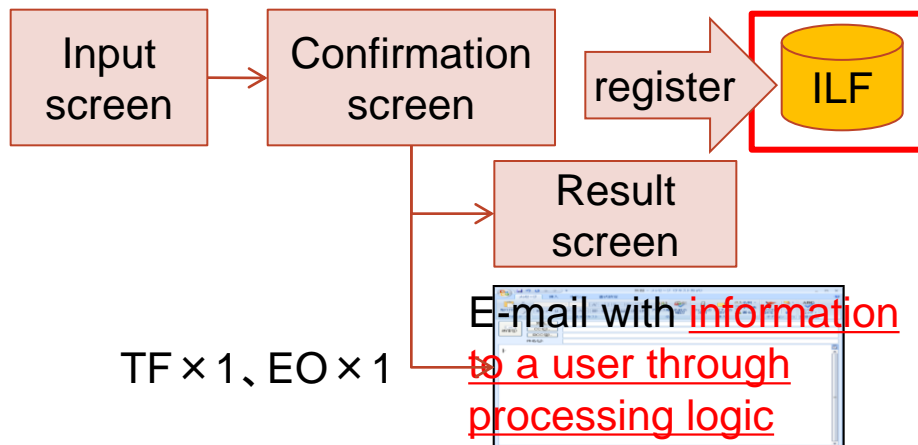 Input
screen
Confirmation
screen
register
ILF
Result
screen
E-mail with information
to a user through
processing logic
TF×1、EO×1